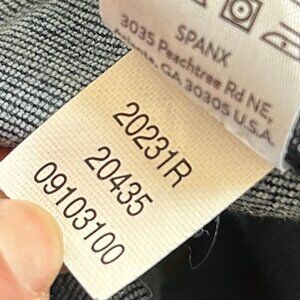 SPANX
3035 Peachtree Rd NE,
GA 30305 U.S.A.
20231R
20435
09103100